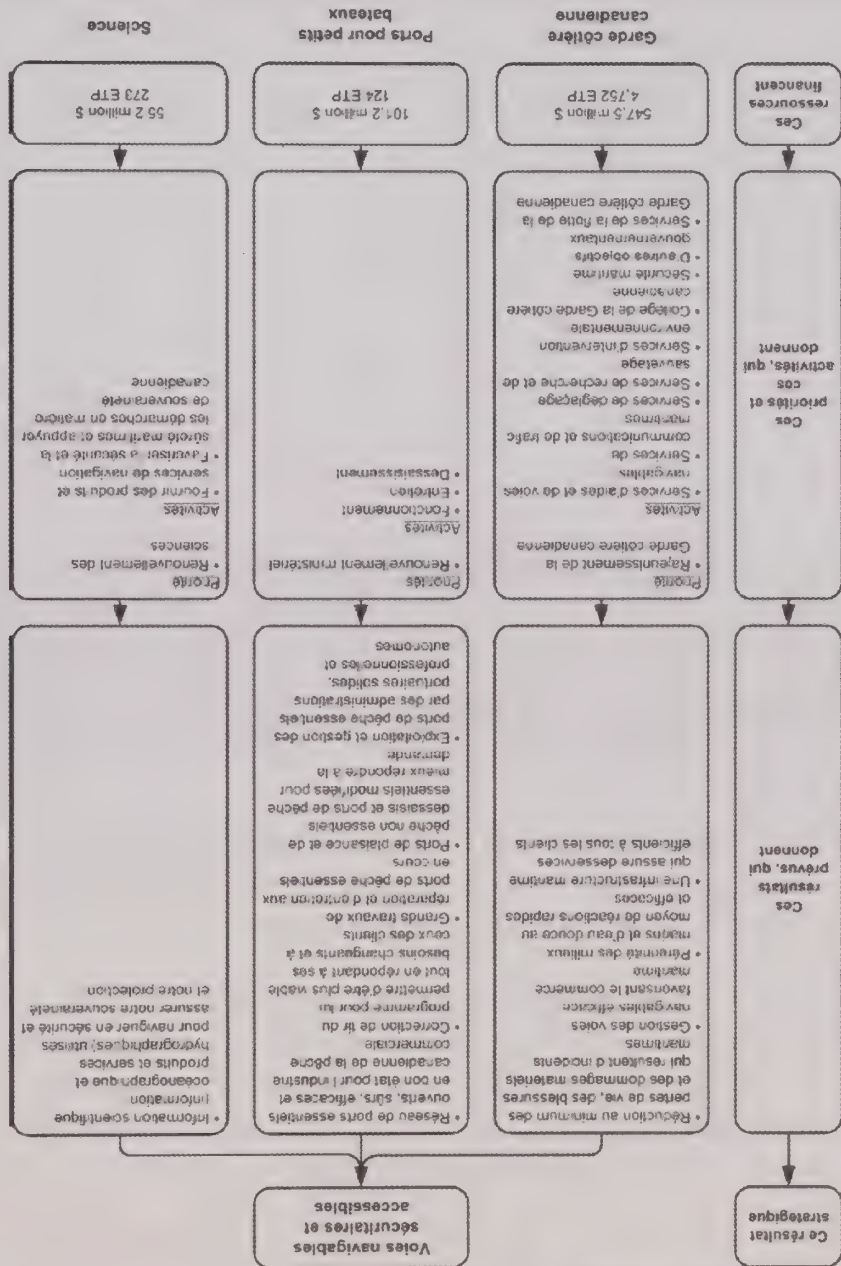 Ce résultat
stratégique
Voies navigables
sécuritaires et
accessibles
Ces
résultats
prévus, qui
donnent
• Réduction au minimum des
pertes de vie, des blessures
et des dommages matériels
qui résultent d'incidents
maritimes
• Gestion des voies
navigables efficace
favorisant le commerce
maritime
• Pérennité des milieux
marins et d'eau douce au
moyen de réactions rapides
et efficaces
• Une infrastructure maritime
qui assure desservices
efficients à tous les clients
• Réseau de ports essentiels
ouverts, sûrs, efficaces et
en bon état pour l'industrie
canadienne de la pêche
commerciale
• Correction de tir du
programme pour lui
permettre d'être plus viable
tout en répondant à ses
besoins changuants et à
ceux des clients
• Grands travaux de
réparation et d'entretien aux
ports de pêche essentiels
en cours
• Ports de plaisance et de
pêche non essentiels
dessaisis et ports de pêche
essentiels modifiées pour
mieux répondre à la
demande
• Exploitation et gestion des
ports de pêche essentiels
par des administrations
portuaires solides,
professionnelles et
autonomes
• Information scientifique
(information
océanographique et
produits et services
hydrographiques) utilisés
pour naviguer en sécurité et
assurer notre souveraineté
et notre protection
Ces
priorités et
ces
activités, qui
donnent
Priorité
• Rajeunissement de la
Garde côtière canadienne
Activités
• Services d'aides et de voies
navigables
• Services de
communications et de trafic
maritimes
• Services de déglaçage
• Services de recherche et de
sauvetage
• Services d'intervention
environnementale
• Collège de la Garde côtière
canadienne
• Sécurité maritime
• D'autres objectifs
gouvernementaux
• Services de la flotte de la
Garde côtière canadienne
Priorités
• Renouvellement ministériel
Activités
• Fonctionnement
• Entretien
• Dessaisissement
Priorité
• Renouvellement des
sciences
Activités
• Fournir des produits et
services de navigation
• Favoriser la sécurité et la
sûreté maritimes et appuyer
les démarches en matière
de souveraineté
canadienne
Ces
ressources
financent
547,5 million $
4,752 ETP
101,2 million $
124 ETP
55,2 million $
273 ETP
Garde côtière
canadienne
Ports pour petits
bateaux
Science